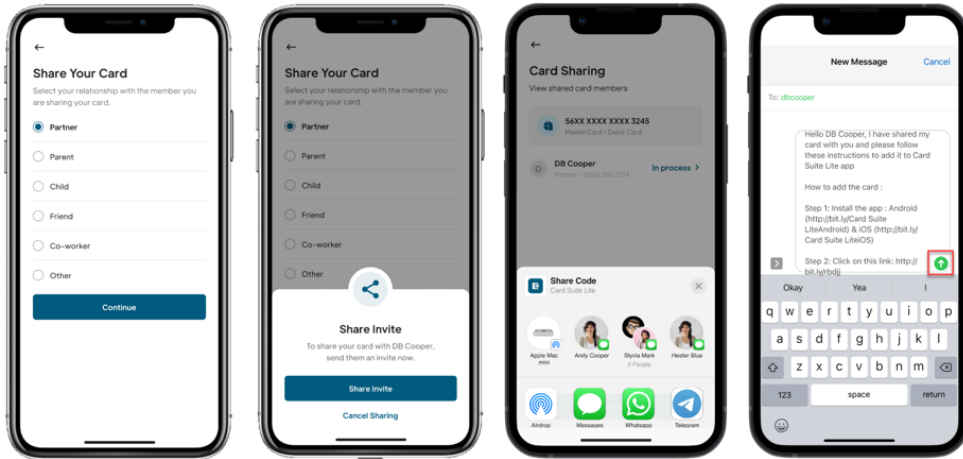 Share Your Card
Select your relationship with the member you
are sharing your card.
Partner
Parent
Child
Friend
Co-worker
Other
Continue
Share Your Card
Select your relationship with the member you
are sharing your card.
Partner
Parent
Child
Friend
Co-worker
Other
Share Invite
To share your card with DB Cooper,
send them an invite now.
Share Invite
Cancel Sharing
Card Sharing
View shared card members
56XX XXXX XXXX 3245
MasterCard • Debit Card
D
DB Cooper
Partner • (555) 555 1234
In process >
Share Code
Card Suite Lite
Apple Mac
mini
Andy Cooper
Slyvia Mark
2 People
Hester Blue
Airdrop
Messages
Whatsapp
Telegram
New Message
Cancel
To: dbcooper
Hello DB Cooper, I have shared my
card with you and please follow
these instructions to add it to Card
Suite Lite app
How to add the card :
Step 1: Install the app : Android
(http://bit.ly/Card Suite
LiteAndroid) & iOS (http://bit.ly/
Card Suite LiteiOS)
Step 2: Click on this link: http://
bit.ly/rbdjj
Okay
Yea
I
q w e r t y u i o p
a s d f g h j k l
z x c v b n m
123
space
return